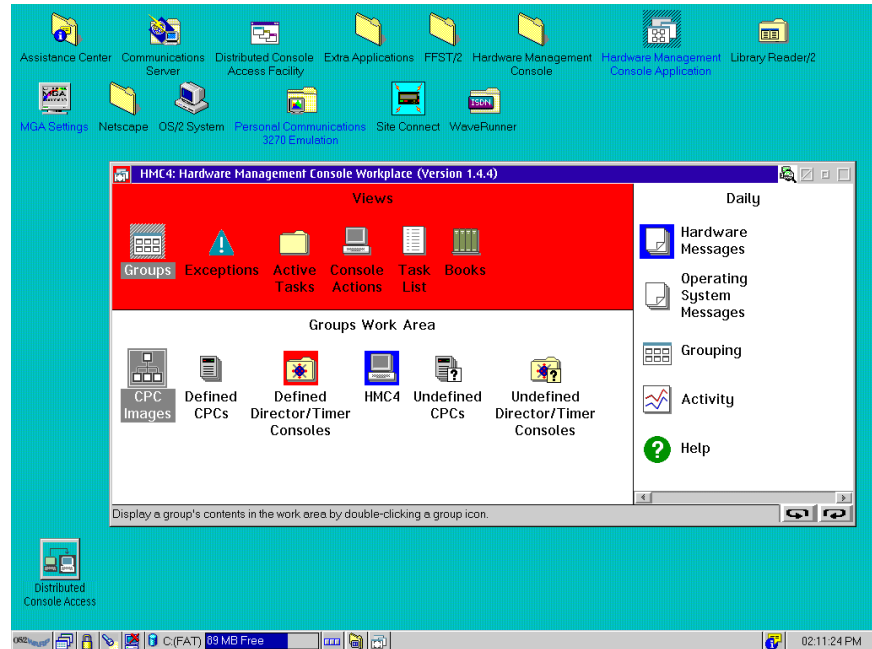 Assistance Center
Communications
Server
Distributed Console
Access Facility
Extra Applications
FFST/2
Hardware Management
Console
Hardware Management
Console Application
Library Reader/2
MGA Settings
Netscape
OS/2 System
Personal Communications
3270 Emulation
Site Connect
ISDN
WaveRunner
HMC4: Hardware Management Console Workplace (Version 1.4.4)
Views
Groups
Exceptions
Active
Tasks
Console
Actions
Task
List
Books
Groups Work Area
CPC
Images
Defined
CPCs
Defined
Director/Timer
Consoles
HMC4
Undefined
CPCs
Undefined
Director/Timer
Consoles
Daily
Hardware
Messages
Operating
System
Messages
Grouping
Activity
Help
Display a group's contents in the work area by double-clicking a group icon.
Distributed
Console Access
C:(FAT) 89 MB Free
02:11:24 PM